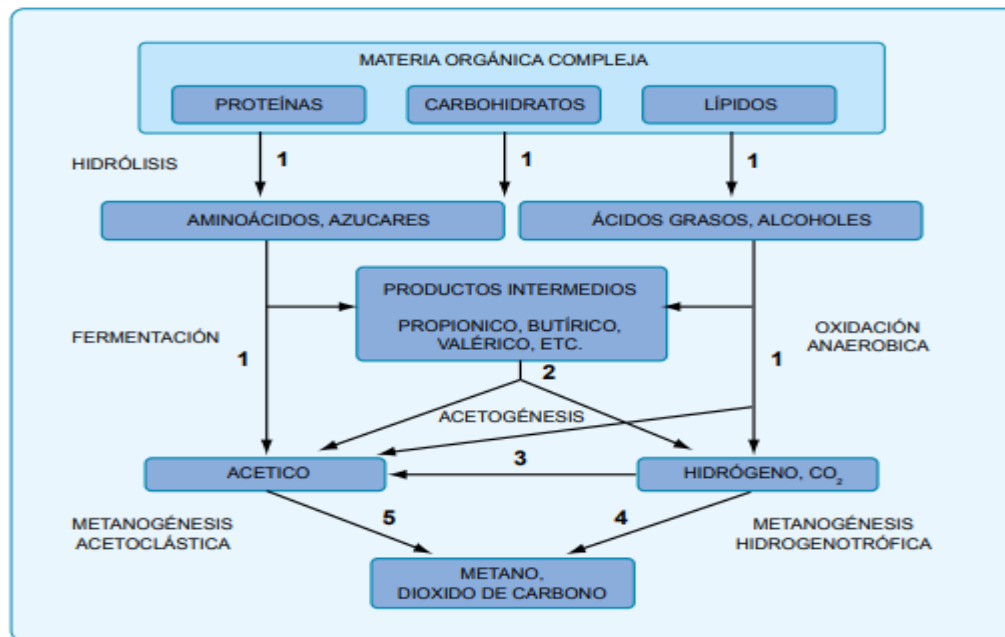 MATERIA ORGÁNICA COMPLEJA
PROTEÍNAS
CARBOHIDRATOS
LÍPIDOS
HIDRÓLISIS
1
1
1
AMINOÁCIDOS, AZUCARES
ÁCIDOS GRASOS, ALCOHOLES
PRODUCTOS INTERMEDIOS
PROPIONICO, BUTÍRICO,
VALÉRICO, ETC.
FERMENTACIÓN
1
OXIDACIÓN
ANAEROBICA
1
2
ACETOGÉNESIS
ACETICO
3
HIDRÓGENO, CO₂
METANOGÉNESIS
ACETOCLÁSTICA
5
4
METANOGÉNESIS
HIDROGENOTRÓFICA
METANO,
DIOXIDO DE CARBONO